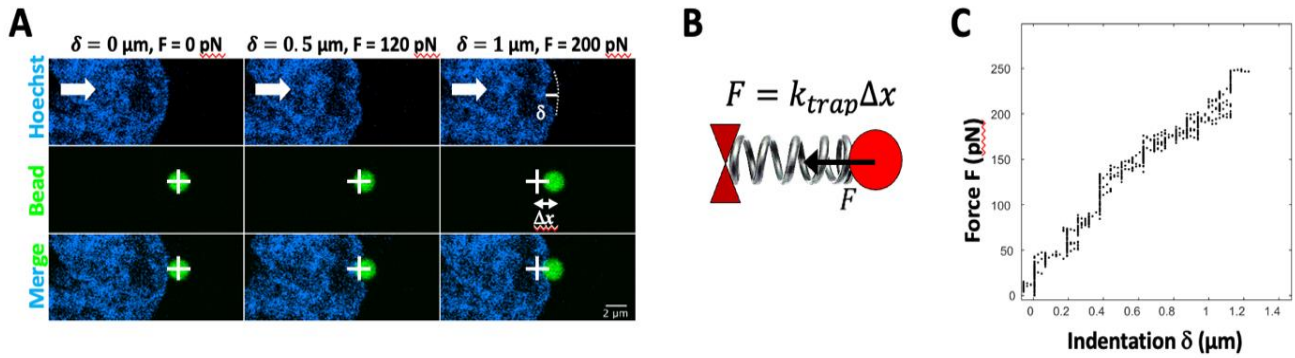 A
δ = 0 µm, F = 0 pN
δ = 0.5 µm, F = 120 pN
δ = 1 µm, F = 200 pN
Hoechst
δ
Bead
Δx
Merge
2 µm
B
F = k_trap Δx
F
C
Force F (pN)
250
200
150
100
50
0
0 0.2 0.4 0.6 0.8 1 1.2 1.4
Indentation δ (µm)